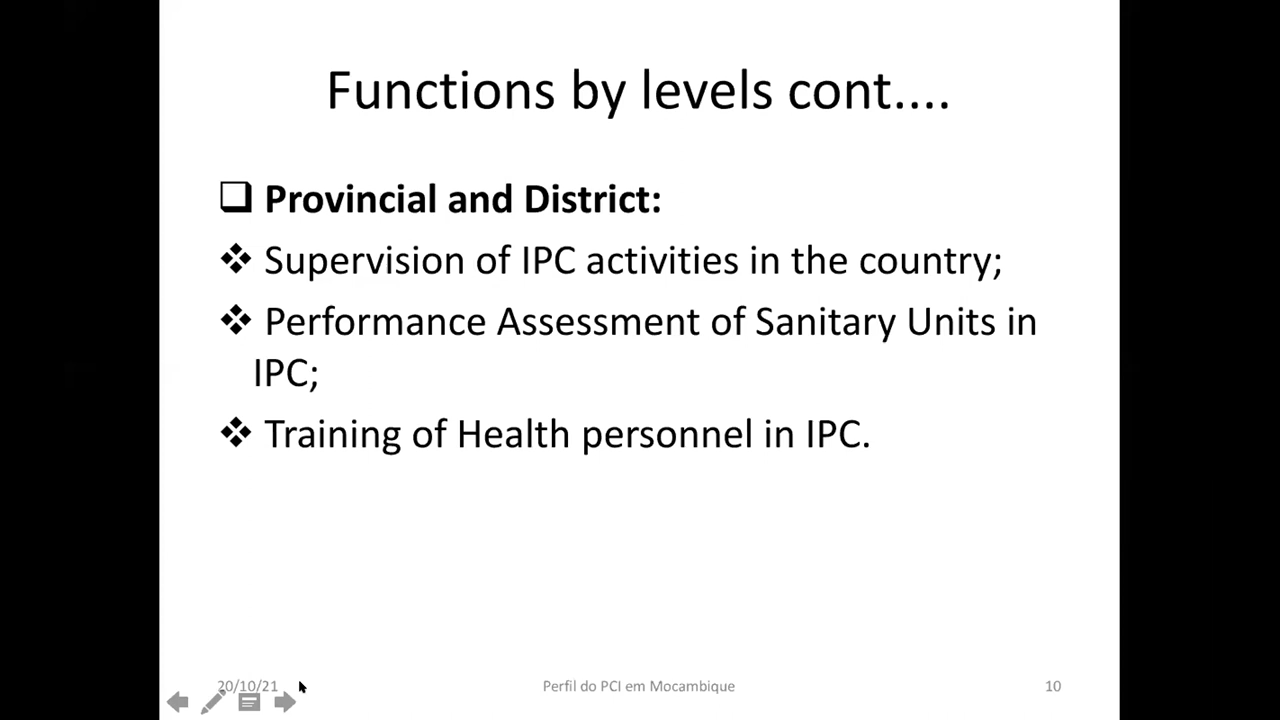 Functions by levels cont....
Provincial and District:
Supervision of IPC activities in the country;
Performance Assessment of Sanitary Units in
IPC;
Training of Health personnel in IPC.
20/10/21
Perfil do PCI em Mocambique
10